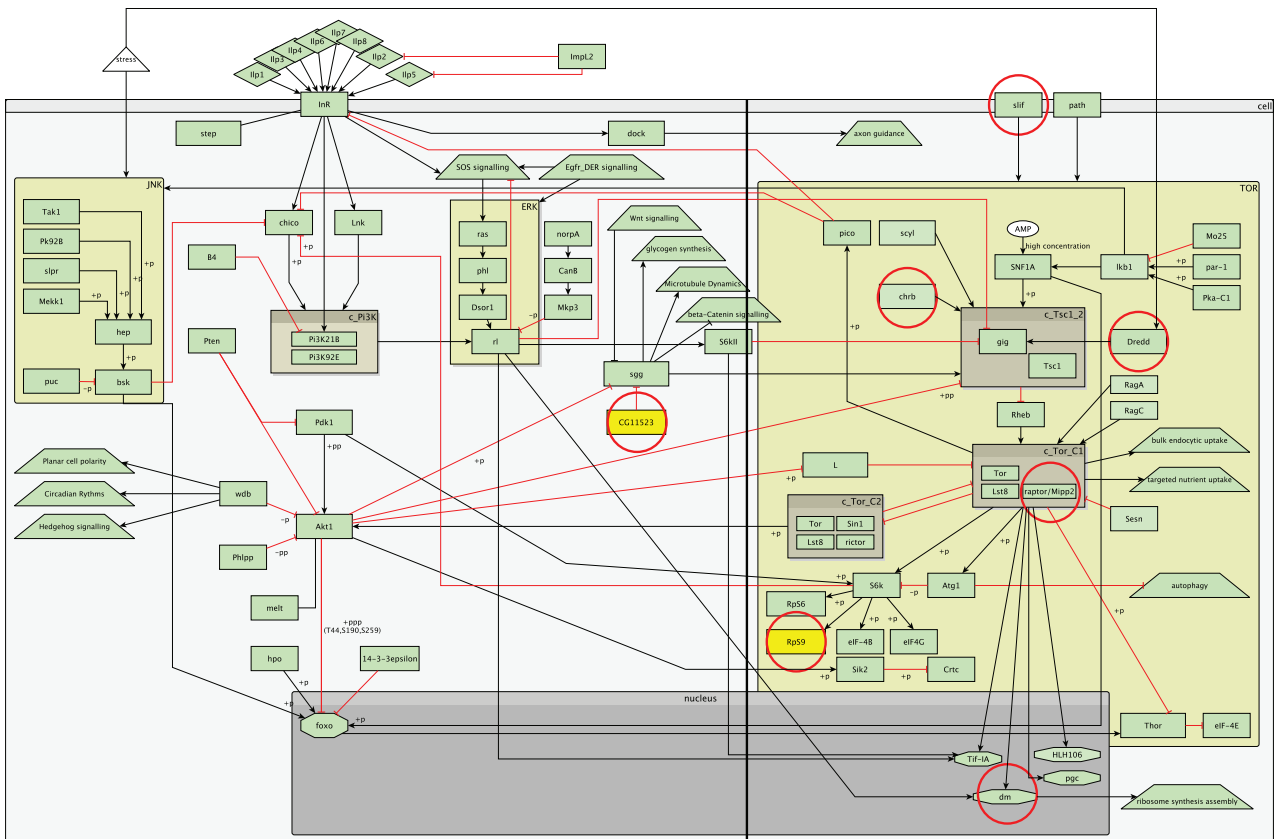 stress
Ilp1
Ilp3
Ilp4
Ilp6
Ilp7
Ilp8
Ilp2
Ilp5
ImpL2
InR
step
dock
axon guidance
slif
path
cell
SOS signalling
Egfr_DER signalling
JNK
Tak1
Pk92B
slpr
Mekk1
+p
+p
+p
+p
hep
+p
puc
-p
bsk
chico
Lnk
+p
+p
B4
c_Pi3K
Pi3K21B
Pi3K92E
ERK
ras
phl
Dsor1
rl
norpA
CanB
Mkp3
-p
Wnt signalling
glycogen synthesis
Microtubule Dynamics
beta-Catenin signalling
S6kII
sgg
CG11523
TOR
pico
scyl
AMP
high concentration
SNF1A
lkb1
Mo25
par-1
Pka-C1
+p
+p
+p
chrb
c_Tsc1_2
gig
Tsc1
Dredd
+p
RagA
RagC
Rheb
Pten
Pdk1
+pp
+p
+pp
Planar cell polarity
Circadian Rythms
Hedgehog signalling
wdb
-p
Phlpp
-pp
Akt1
L
+p
c_Tor_C1
Tor
Lst8
raptor/Mipp2
bulk endocytic uptake
targeted nutrient uptake
Sesn
c_Tor_C2
Tor
Sin1
Lst8
rictor
+p
+p
+p
+p
S6k
-p
Atg1
autophagy
+p
RpS6
+p
RpS9
+p
+p
eIF-4B
eIF4G
Sik2
+p
+p
Crtc
melt
+ppp
(T44,S190,S259)
hpo
+p
14-3-3epsilon
+p
foxo
+p
nucleus
Thor
eIF-4E
Tif-IA
HLH106
pgc
dm
ribosome synthesis assembly